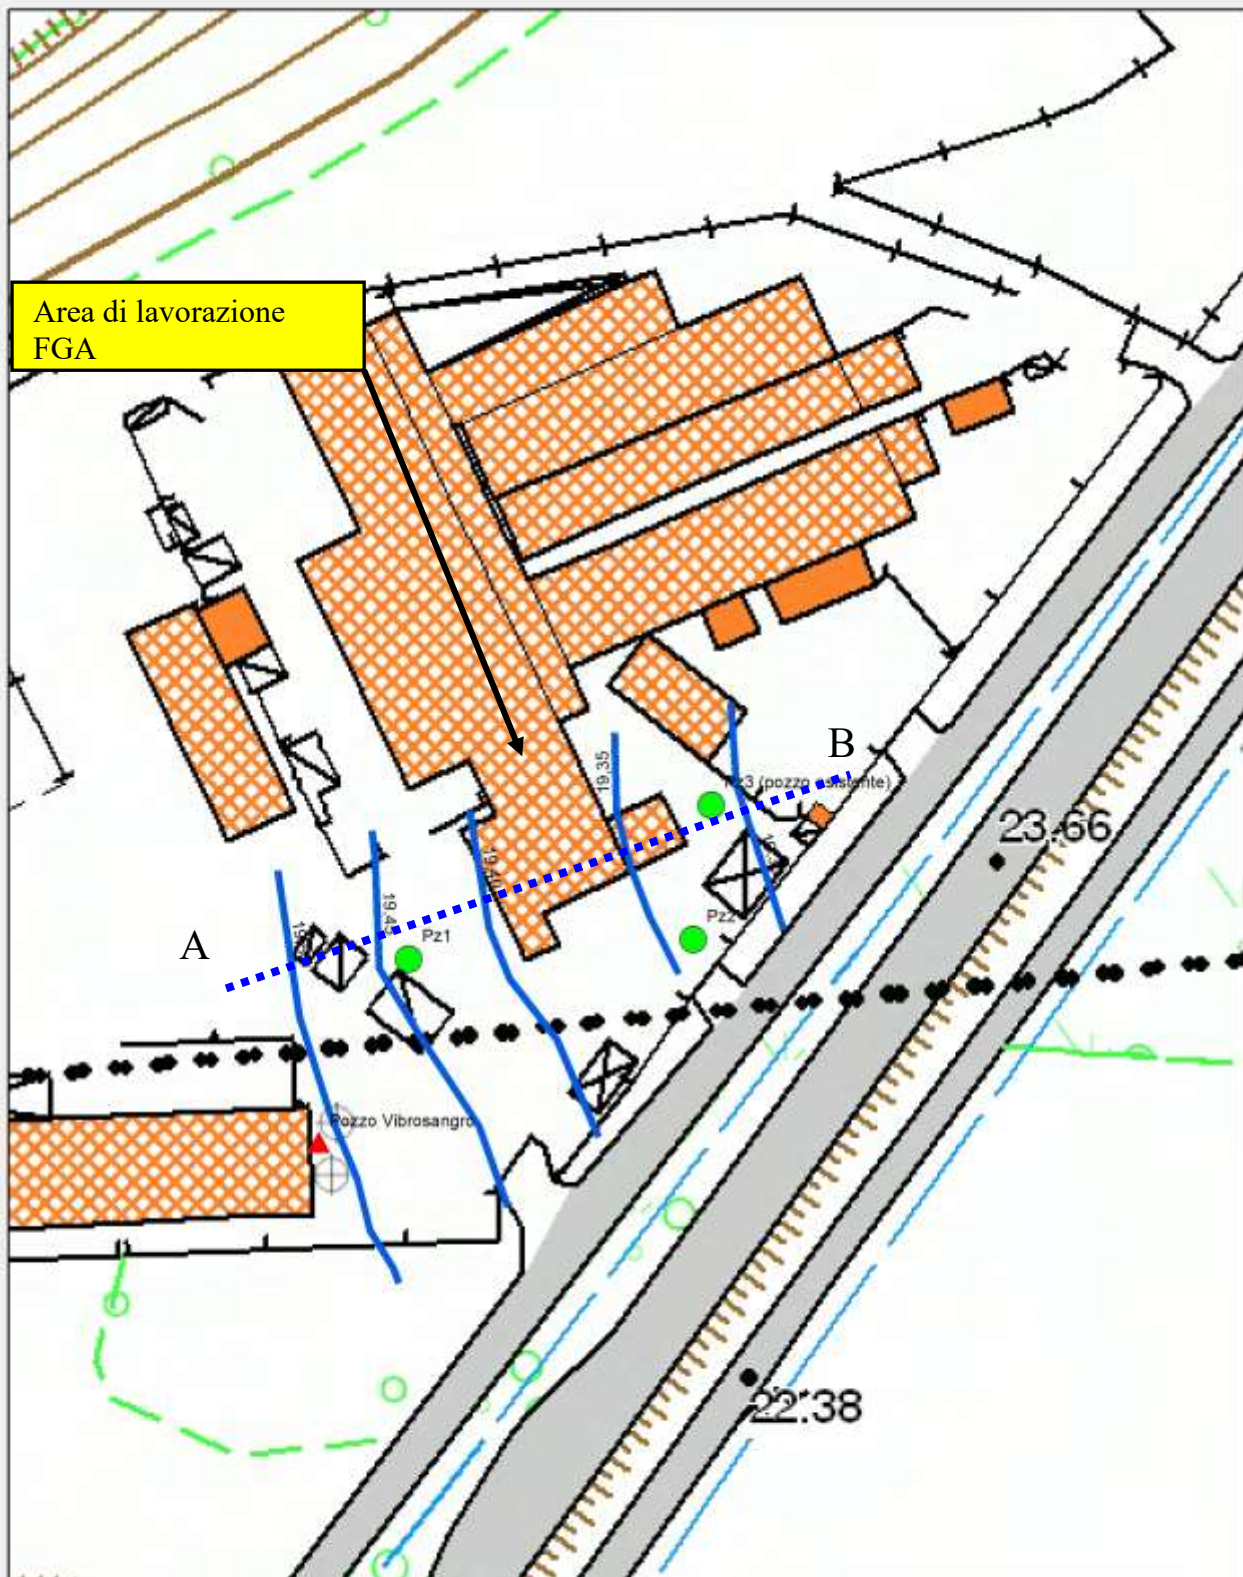 Area di lavorazione
FGA
B
19,35
Pz3 (pozzo esistente)
23.66
19,40
19,45
Pz2
Pz1
A
Pozzo Vibrosangro
22.38